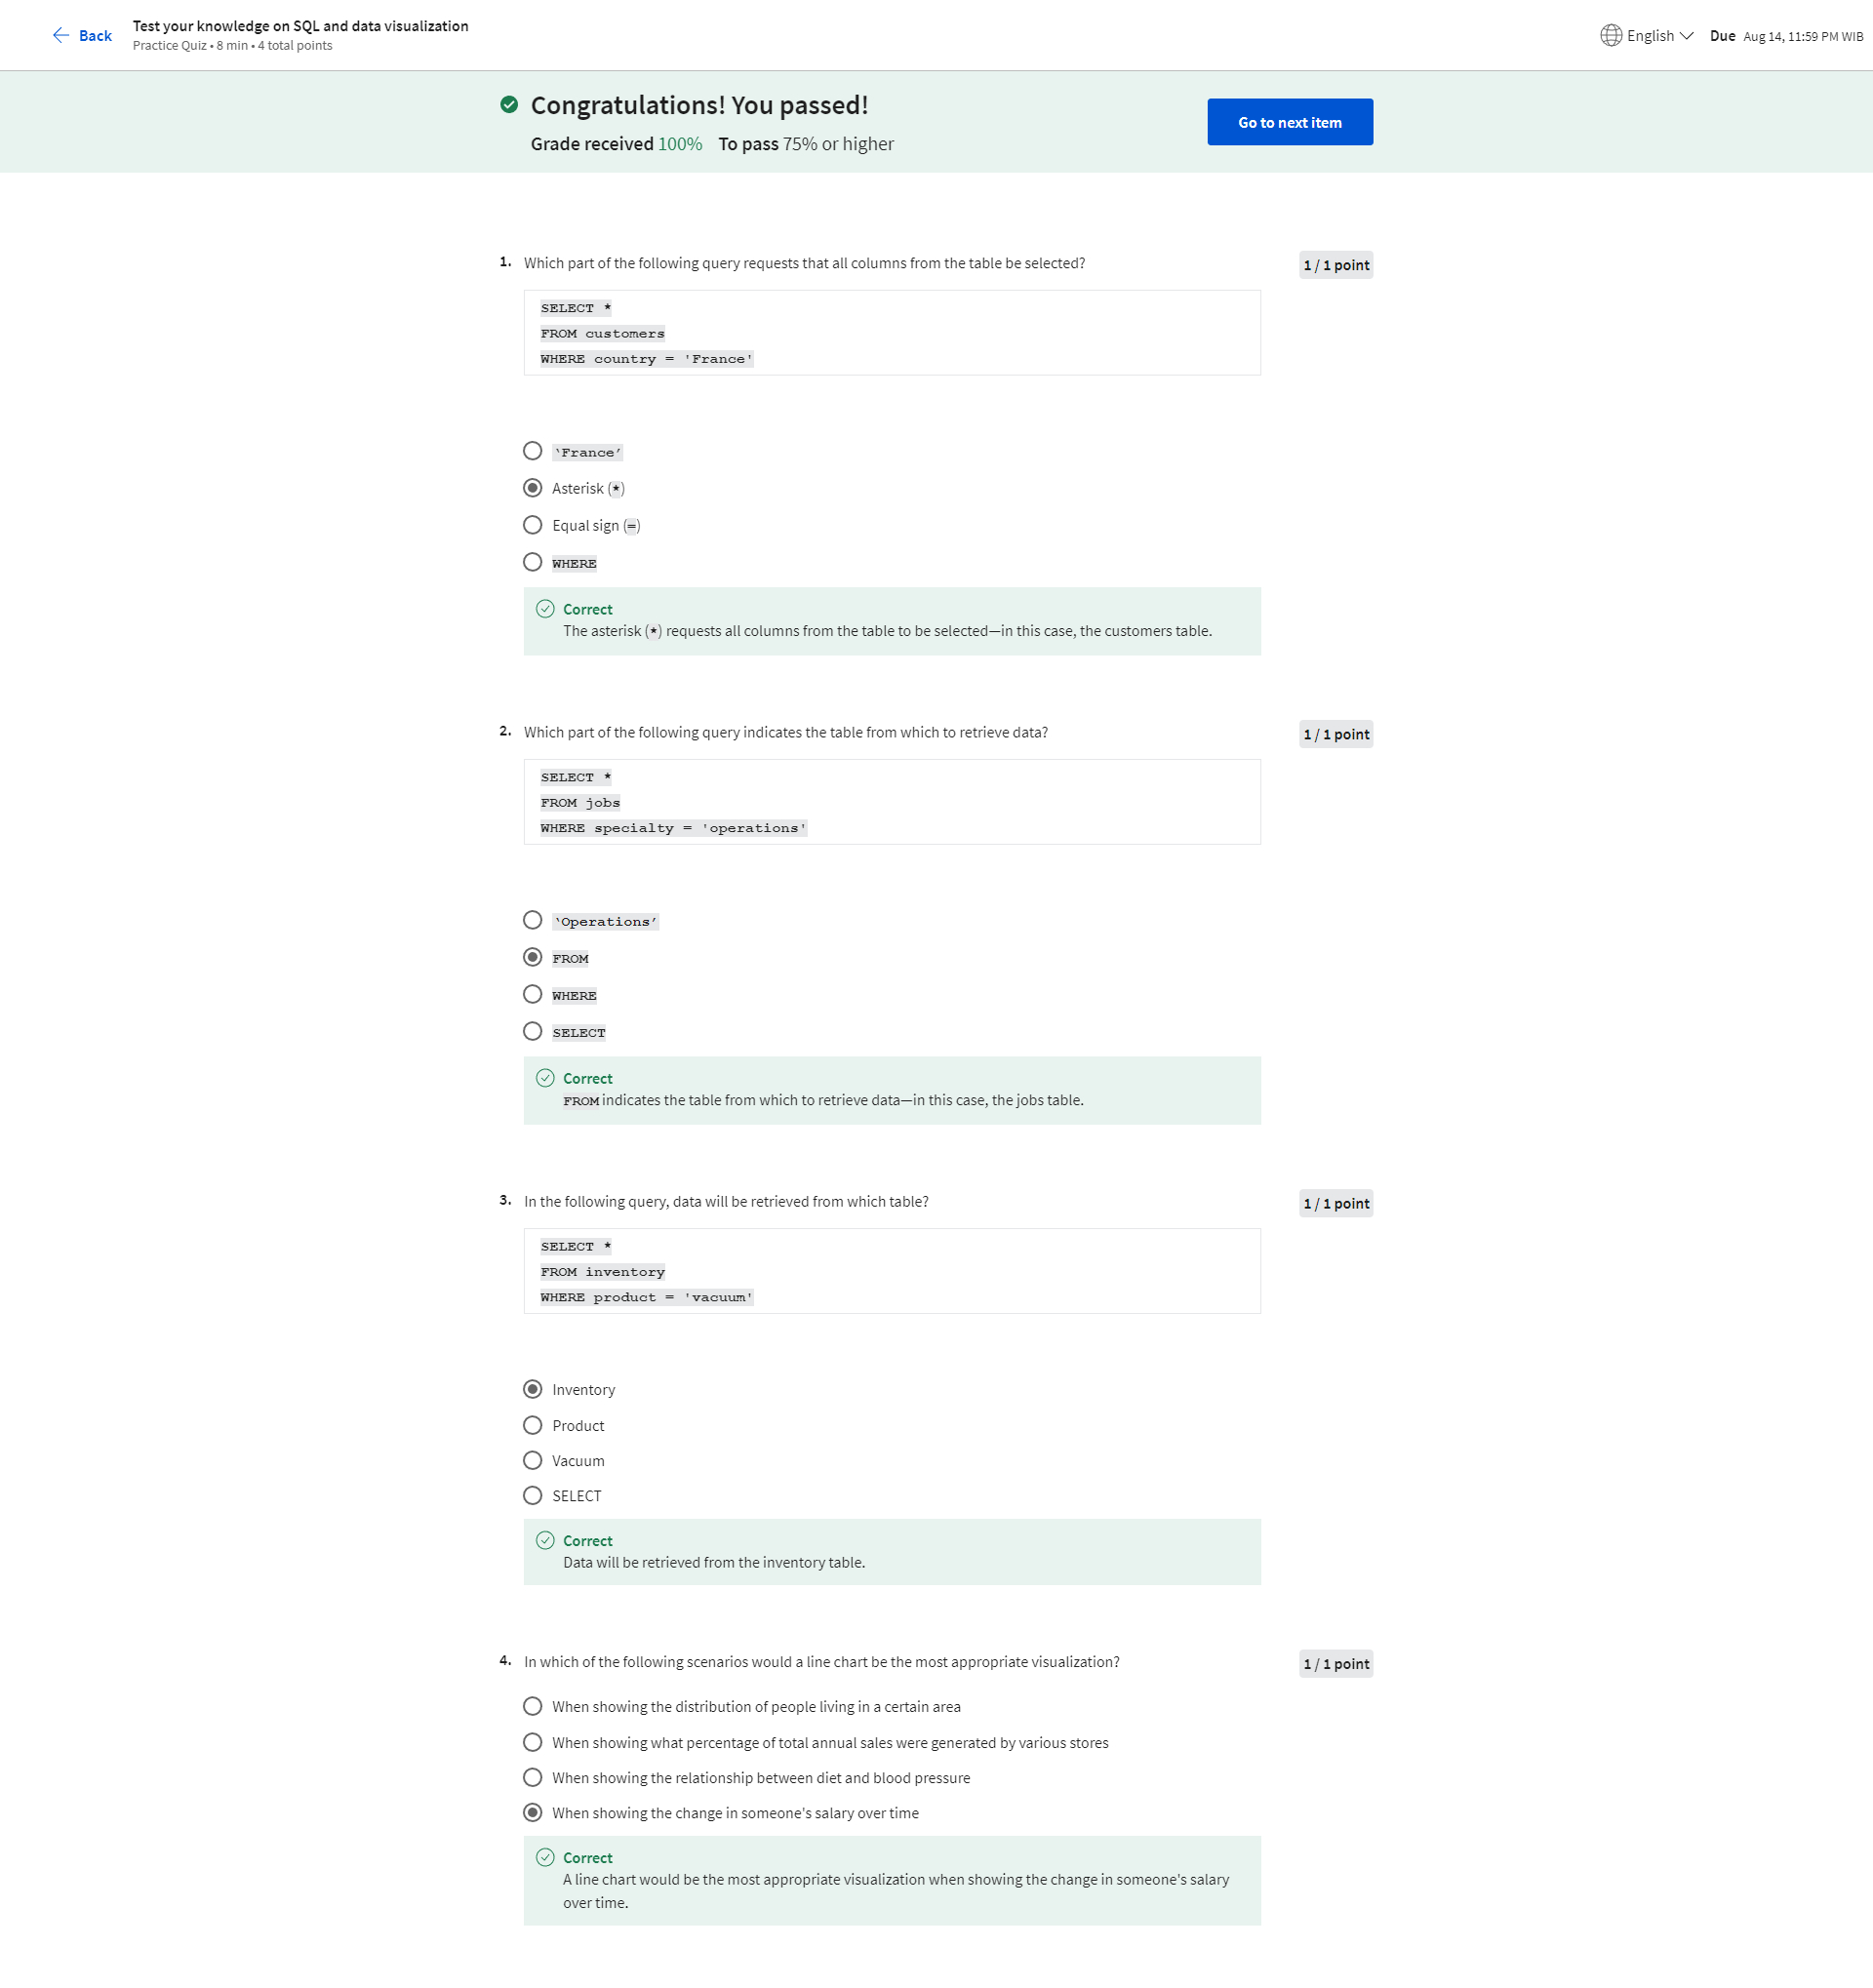 Back
Test your knowledge on SQL and data visualization
Practice Quiz • 8 min • 4 total points
English
Due Aug 14, 11:59 PM WIB
Congratulations! You passed!
Grade received 100% To pass 75% or higher
Go to next item
1. Which part of the following query requests that all columns from the table be selected?
1 / 1 point
SELECT *
FROM customers
WHERE country = 'France'
‘France’
Asterisk (*)
Equal sign (=)
WHERE
Correct
The asterisk (*) requests all columns from the table to be selected—in this case, the customers table.
2. Which part of the following query indicates the table from which to retrieve data?
1 / 1 point
SELECT *
FROM jobs
WHERE specialty = 'operations'
‘Operations’
FROM
WHERE
SELECT
Correct
FROM indicates the table from which to retrieve data—in this case, the jobs table.
3. In the following query, data will be retrieved from which table?
1 / 1 point
SELECT *
FROM inventory
WHERE product = 'vacuum'
Inventory
Product
Vacuum
SELECT
Correct
Data will be retrieved from the inventory table.
4. In which of the following scenarios would a line chart be the most appropriate visualization?
1 / 1 point
When showing the distribution of people living in a certain area
When showing what percentage of total annual sales were generated by various stores
When showing the relationship between diet and blood pressure
When showing the change in someone's salary over time
Correct
A line chart would be the most appropriate visualization when showing the change in someone's salary
over time.